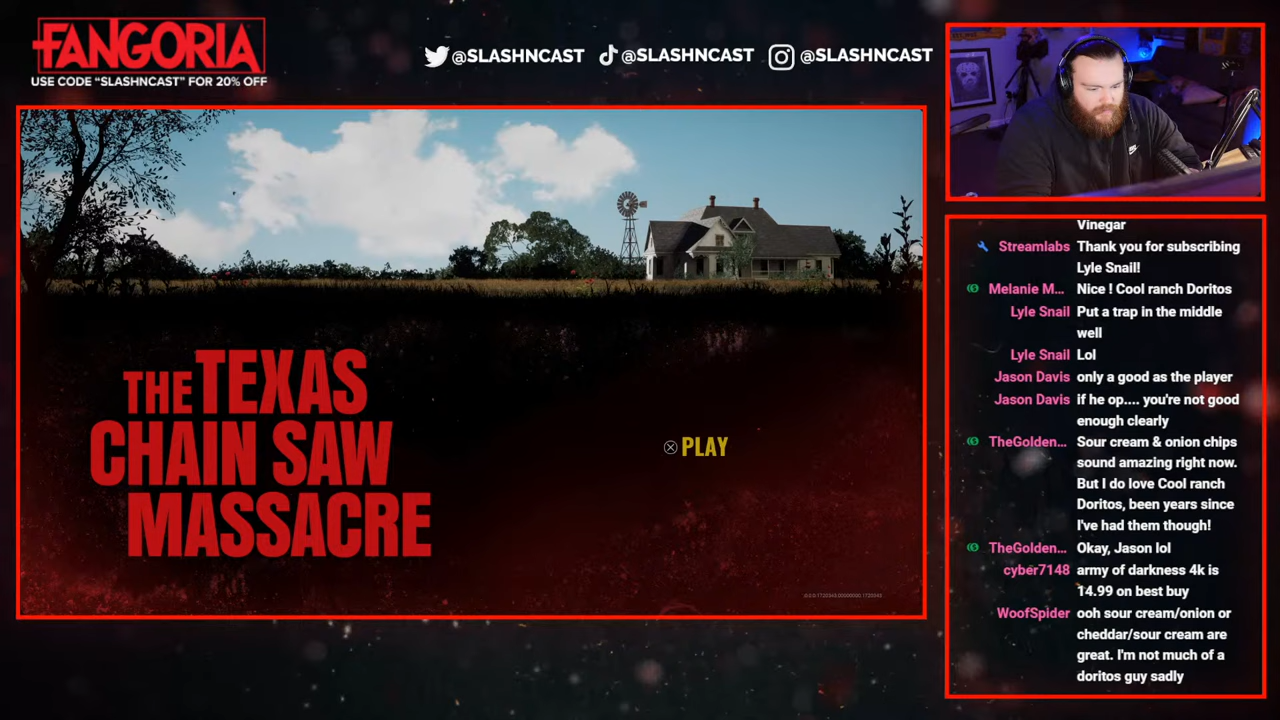 FANGORIA
USE CODE "SLASHNCAST" FOR 20% OFF
@SLASHNCAST @SLASHNCAST @SLASHNCAST
THE TEXAS
CHAIN SAW
MASSACRE
PLAY
Vinegar
Streamlabs Thank you for subscribing
Lyle Snail!
Melanie M... Nice ! Cool ranch Doritos
Lyle Snail Put a trap in the middle
well
Lyle Snail Lol
Jason Davis only a good as the player
Jason Davis if he op.... you're not good
enough clearly
TheGolden... Sour cream & onion chips
sound amazing right now.
But I do love Cool ranch
Doritos, been years since
I've had them though!
TheGolden... Okay, Jason lol
cyber7148 army of darkness 4k is
14.99 on best buy
WoofSpider ooh sour cream/onion or
cheddar/sour cream are
great. I'm not much of a
doritos guy sadly